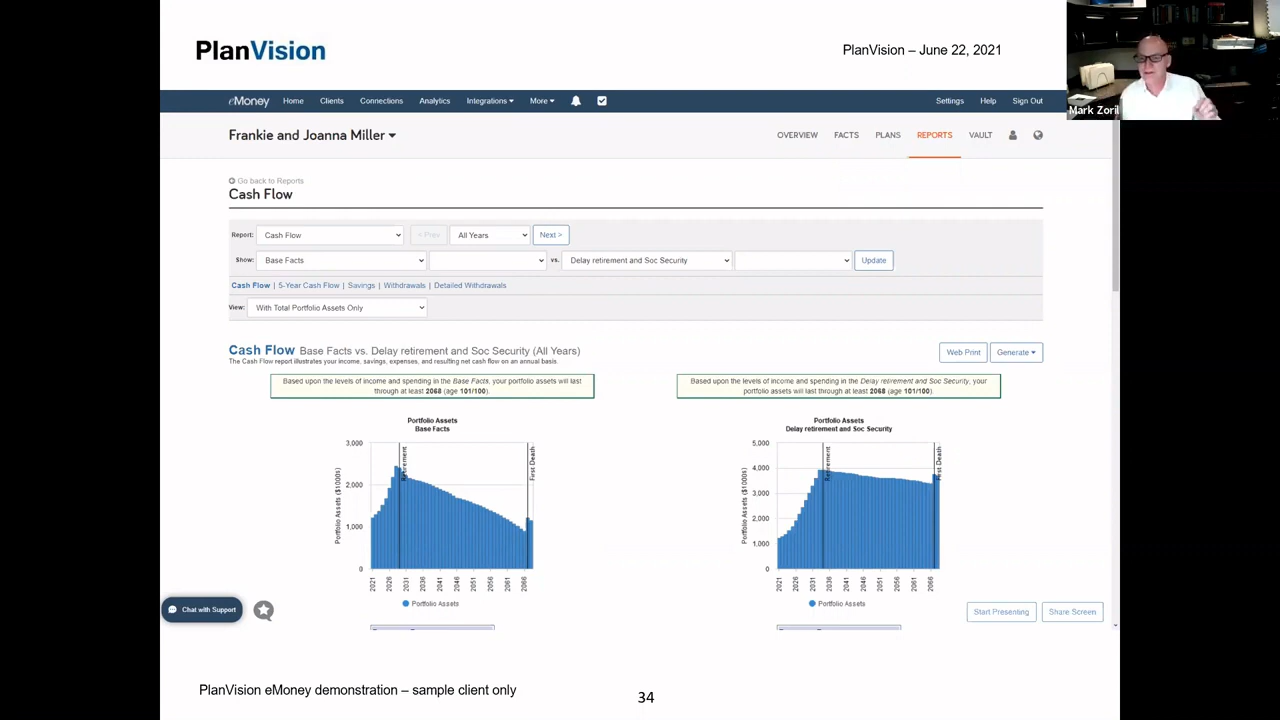 PlanVision
PlanVision – June 22, 2021
Mark Zoril
eMoney Home Clients Connections Analytics Integrations More Settings Help Sign Out
Frankie and Joanna Miller
OVERVIEW FACTS PLANS REPORTS VAULT
Go back to Reports
Cash Flow
Report: Cash Flow < Prev All Years Next >
Show: Base Facts vs. Delay retirement and Soc Security Update
Cash Flow | 5-Year Cash Flow | Savings | Withdrawals | Detailed Withdrawals
View: With Total Portfolio Assets Only
Cash Flow Base Facts vs. Delay retirement and Soc Security (All Years)
Web Print Generate
The Cash Flow report illustrates your income, savings, expenses, and resulting net cash flow on an annual basis.
Based upon the levels of income and spending in the Base Facts, your portfolio assets will last
through at least 2068 (age 101/100).
Based upon the levels of income and spending in the Delay retirement and Soc Security, your
portfolio assets will last through at least 2068 (age 101/100).
Portfolio Assets
Base Facts
3,000
2,000
1,000
0
Portfolio Assets ($1000s)
Retirement
First Death
2021 2026 2031 2036 2041 2046 2051 2056 2061 2066
Portfolio Assets
Portfolio Assets
Delay retirement and Soc Security
5,000
4,000
3,000
2,000
1,000
0
Portfolio Assets ($1000s)
Retirement
First Death
2021 2026 2031 2036 2041 2046 2051 2056 2061 2066
Portfolio Assets
Chat with Support
Start Presenting Share Screen
PlanVision eMoney demonstration – sample client only
34